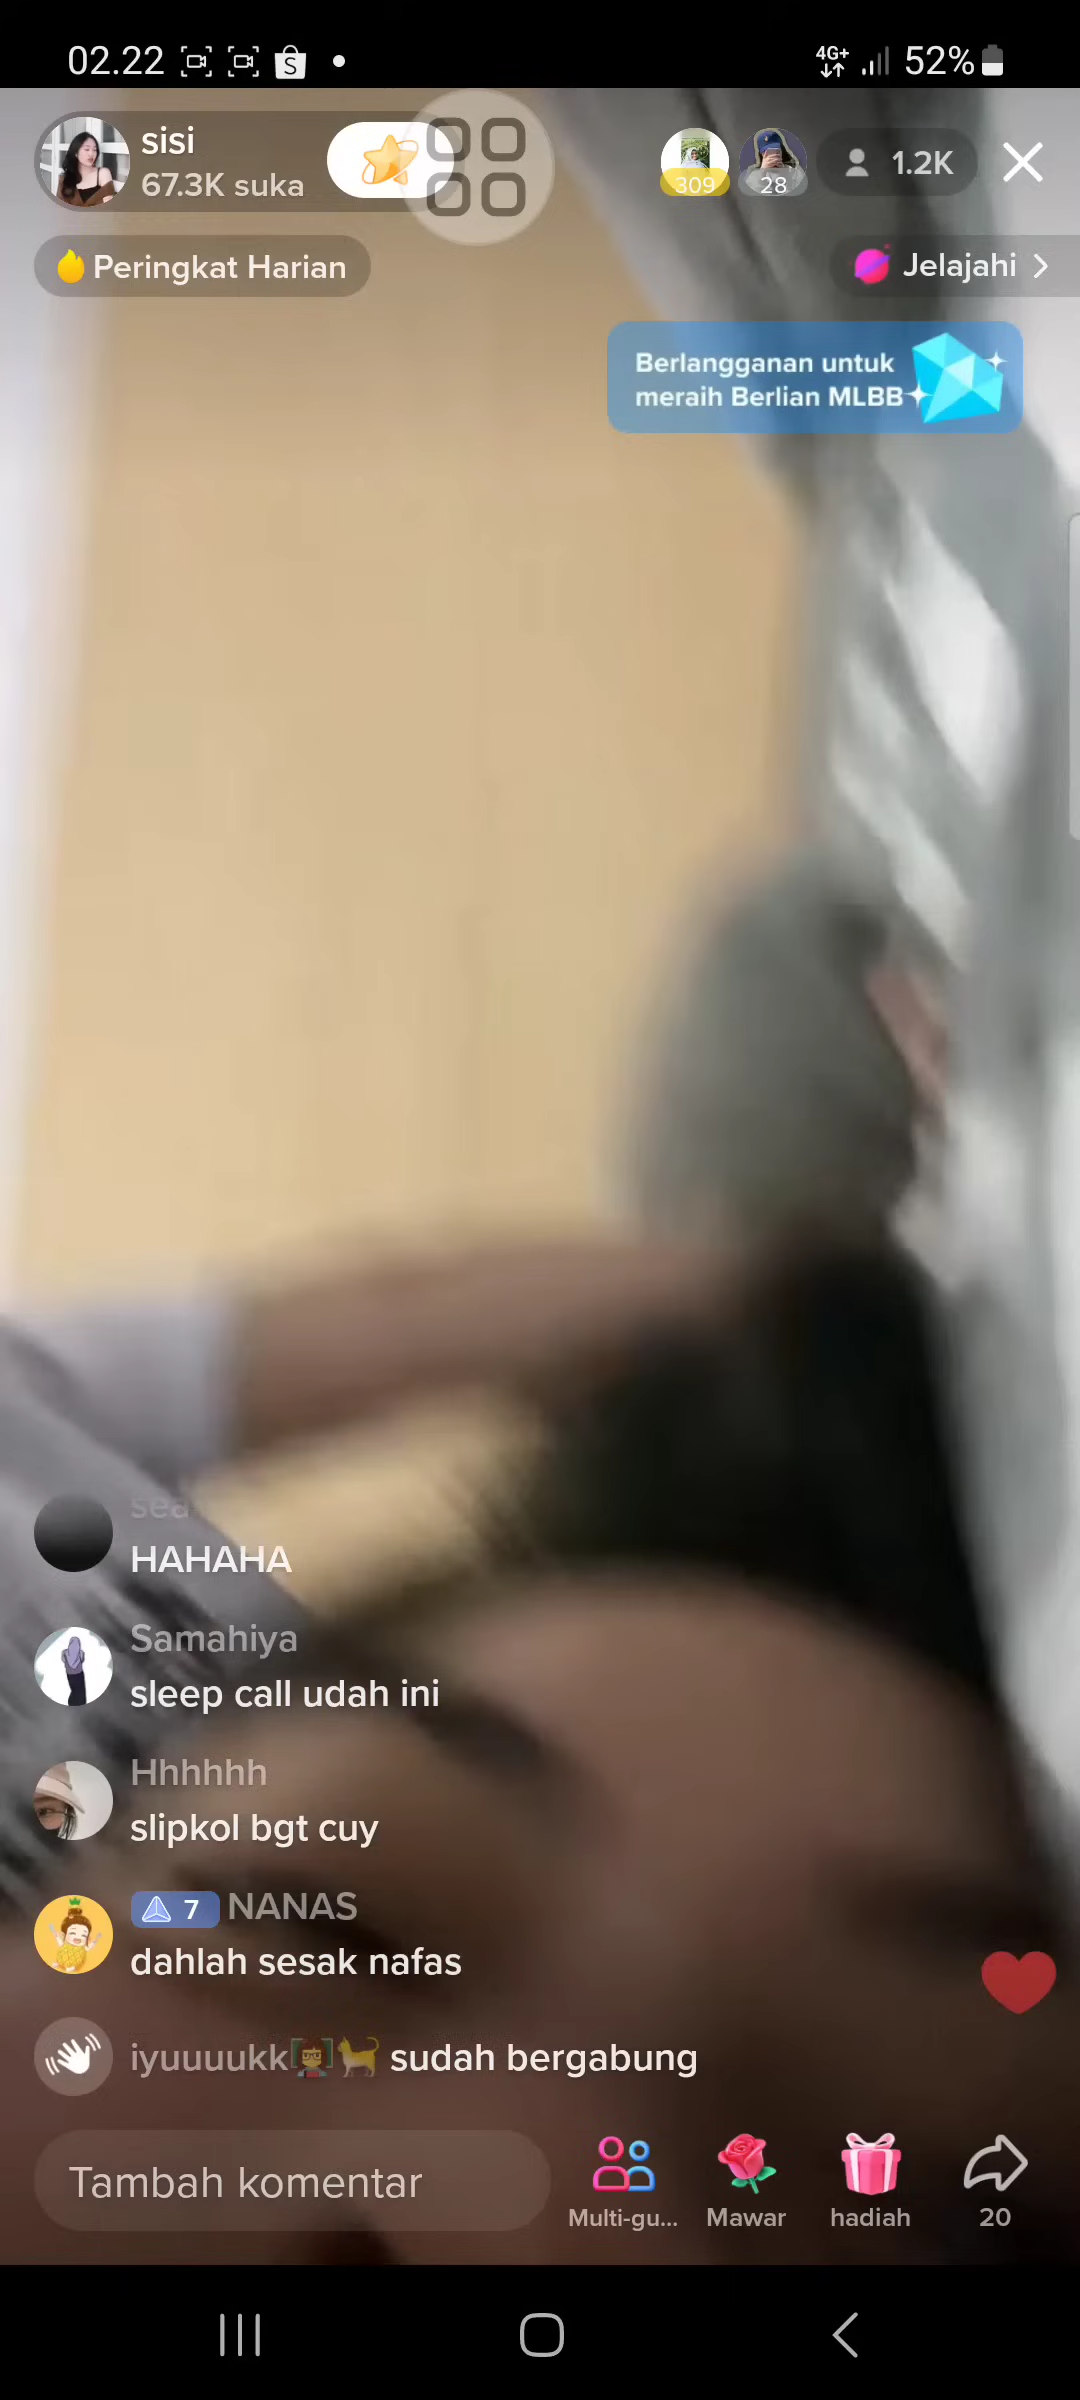 02.22
4G+
52%
sisi
67.3K suka
309
28
1.2K
Peringkat Harian
Jelajahi
Berlangganan untuk
meraih Berlian MLBB
sea
HAHAHA
Samahiya
sleep call udah ini
Hhhhhh
slipkol bgt cuy
7 NANAS
dahlah sesak nafas
iyuuuukk sudah bergabung
Tambah komentar
Multi-gu...
Mawar
hadiah
20